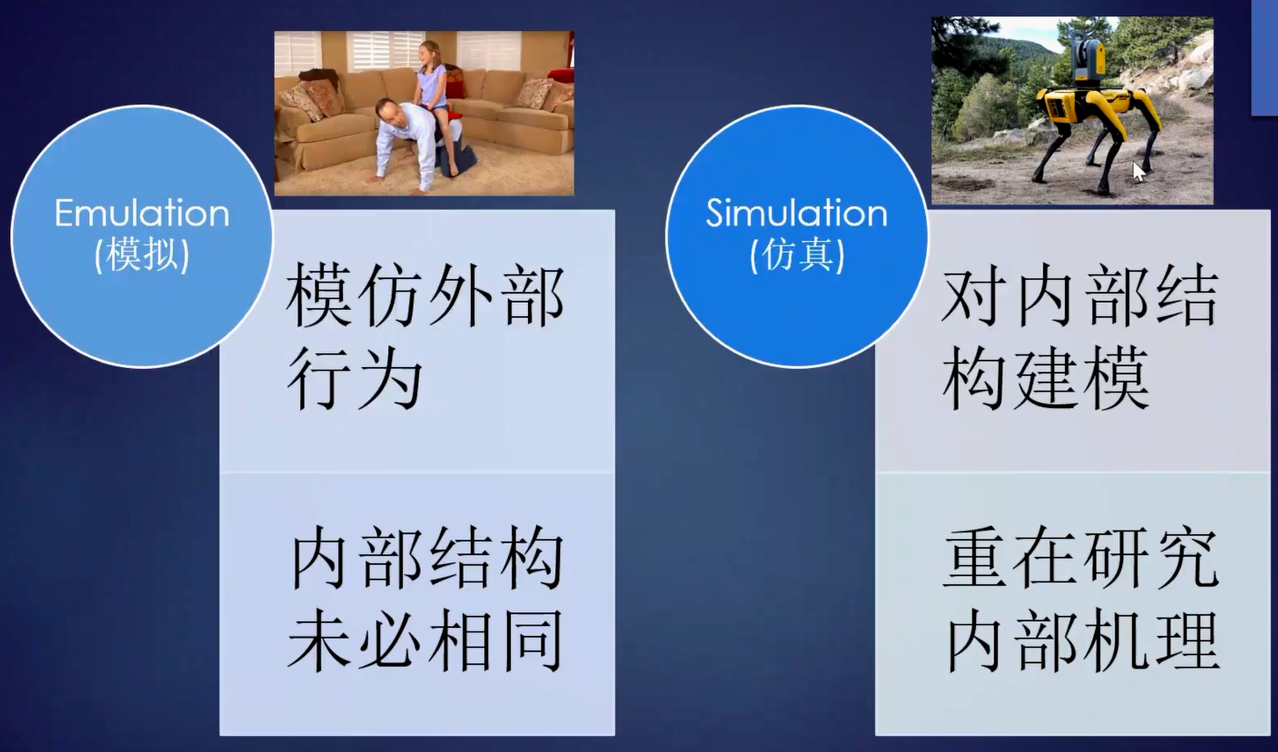 Emulation
(模拟)
模仿外部
行为
内部结构
未必相同
Simulation
(仿真)
对内部结
构建模
重在研究
内部机理